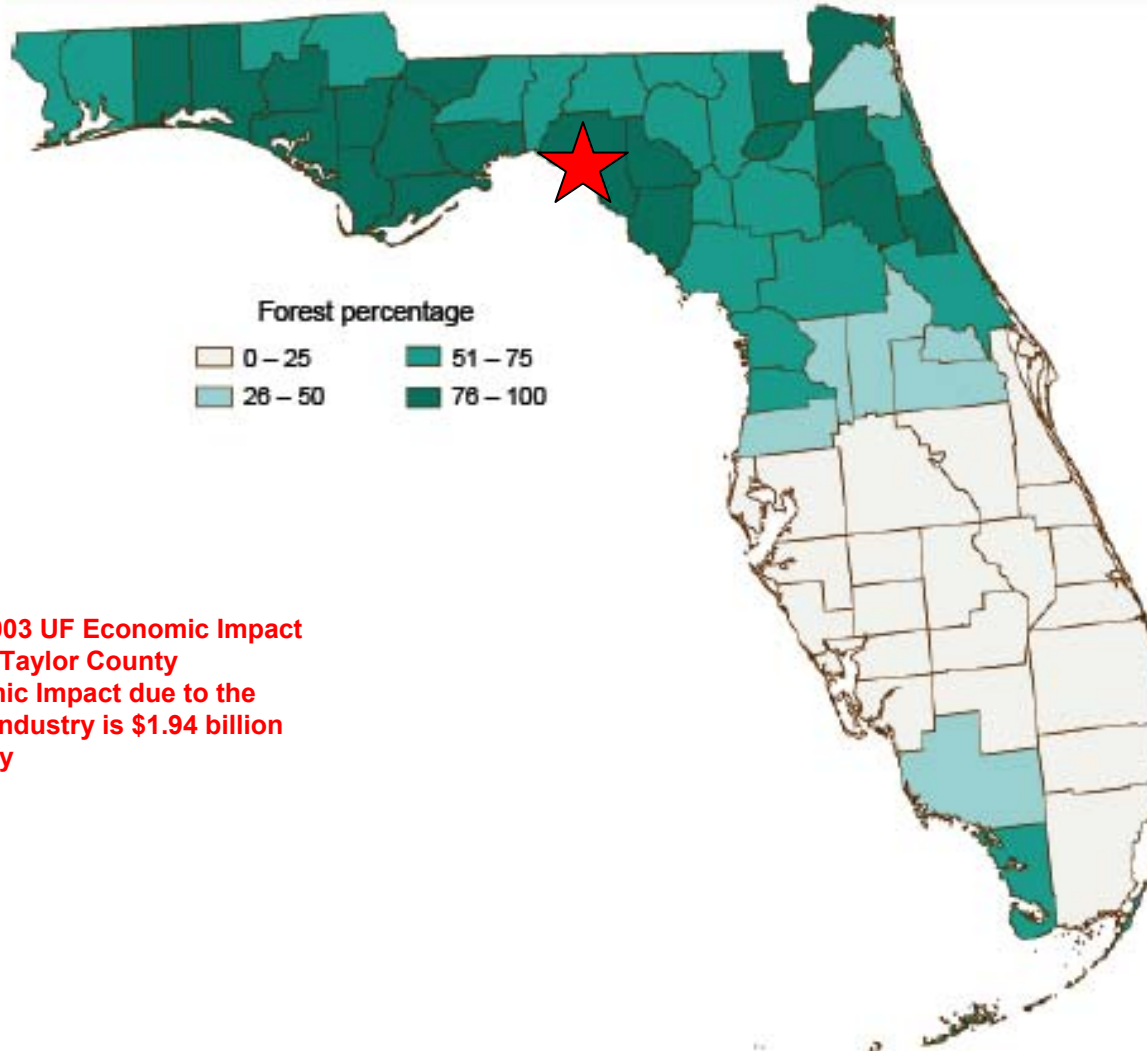 Forest percentage
0 – 25
51 – 75
26 – 50
76 – 100
003 UF Economic Impact
Taylor County
nic Impact due to the
ndustry is $1.94 billion
y